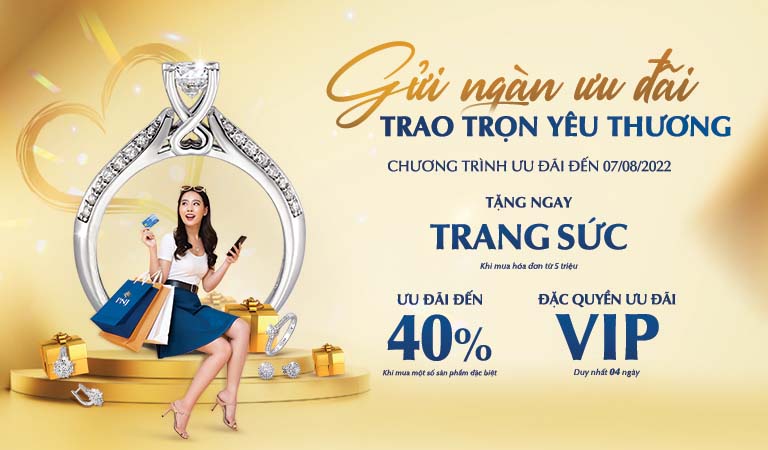 Gửi ngàn ưu đãi
TRAO TRỌN YÊU THƯƠNG
CHƯƠNG TRÌNH ƯU ĐÃI ĐẾN 07/08/2022
TẶNG NGAY
TRANG SỨC
Khi mua hóa đơn từ 5 triệu
ƯU ĐÃI ĐẾN
40%
Khi mua một số sản phẩm đặc biệt
ĐẶC QUYỀN ƯU ĐÃI
VIP
Duy nhất 04 ngày
PNJ